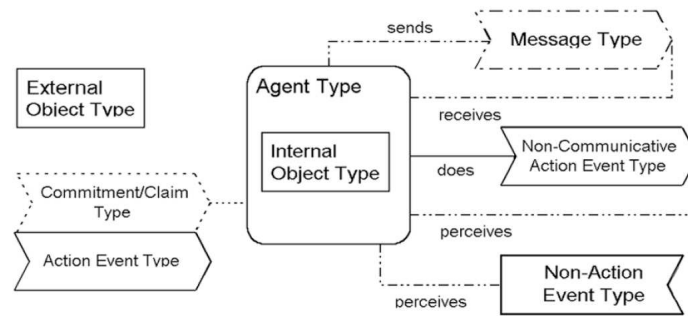 sends
Message Type
External
Object Type
Agent Type
receives
Internal
Object Type
Non-Communicative
Action Event Type
does
Commitment/Claim
Type
perceives
Action Event Type
Non-Action
Event Type
perceives